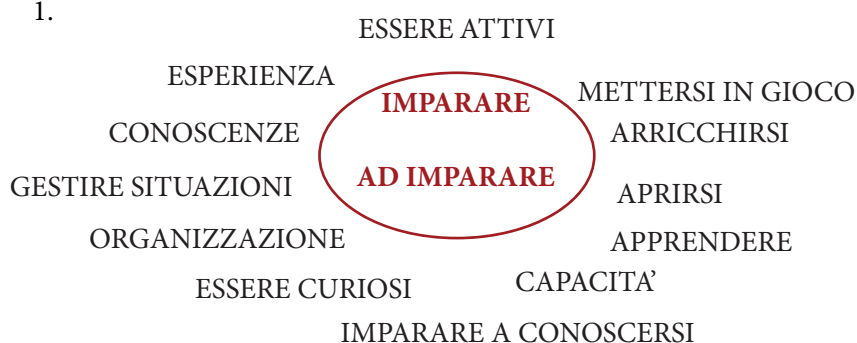 1.
ESSERE ATTIVI
ESPERIENZA
METTERSI IN GIOCO
IMPARARE
CONOSCENZE
ARRICCHIRSI
AD IMPARARE
GESTIRE SITUAZIONI
APRIRSI
ORGANIZZAZIONE
APPRENDERE
ESSERE CURIOSI
CAPACITA’
IMPARARE A CONOSCERSI